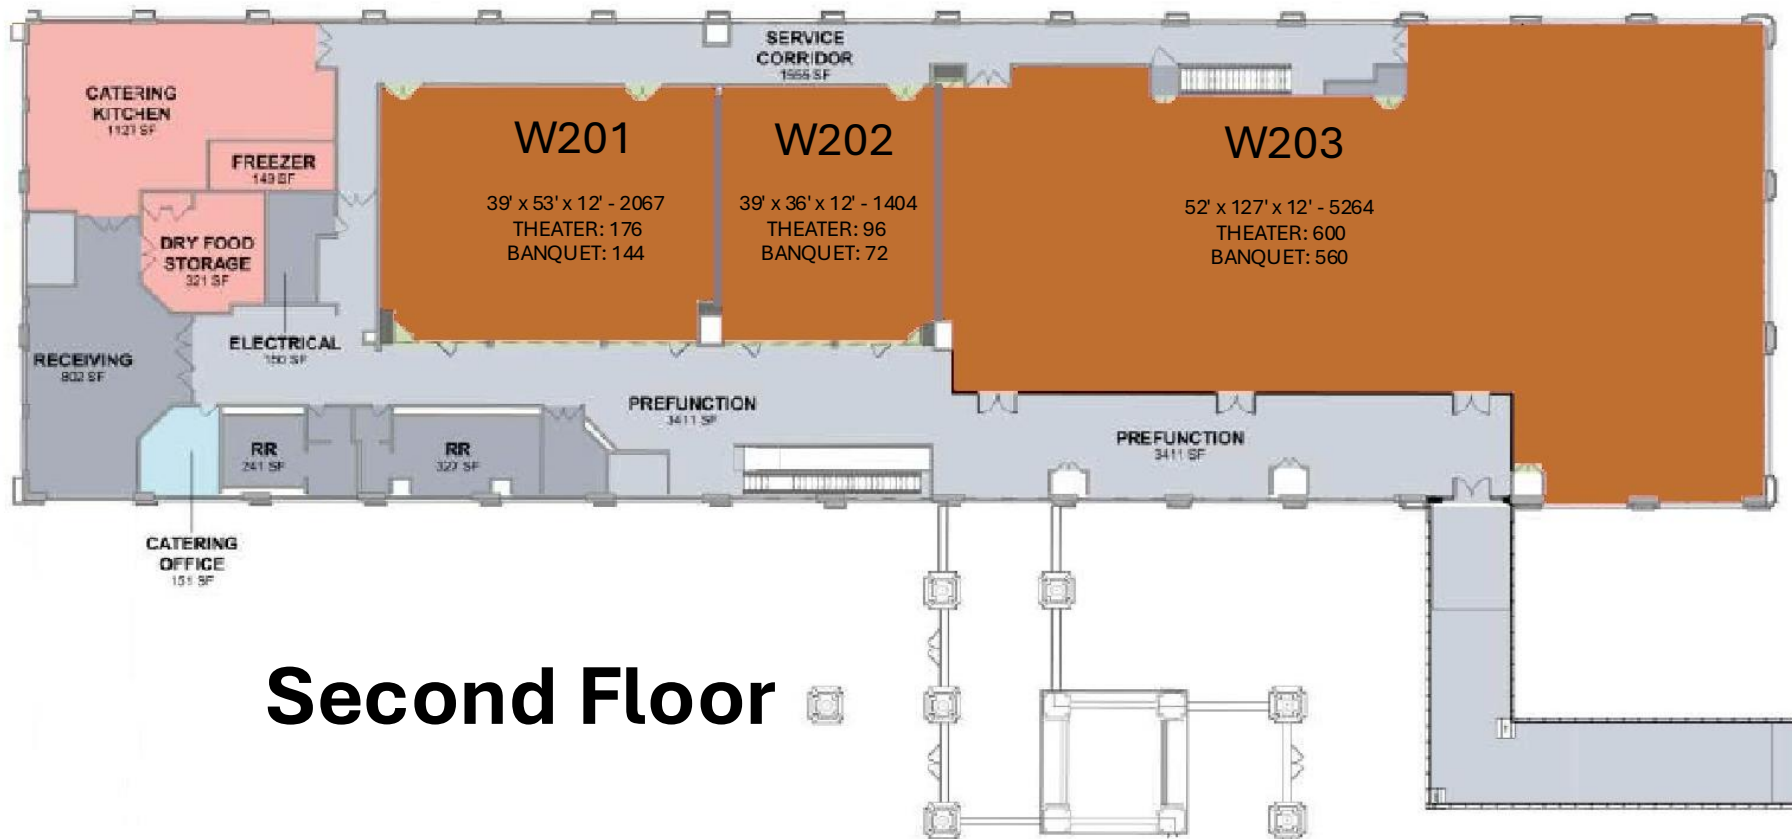 SERVICE
CORRIDOR
1555 SF
CATERING
KITCHEN
1127 SF
FREEZER
149 SF
DRY FOOD
STORAGE
321 SF
W201
39' x 53' x 12' - 2067
THEATER: 176
BANQUET: 144
W202
39' x 36' x 12' - 1404
THEATER: 96
BANQUET: 72
W203
52' x 127' x 12' - 5264
THEATER: 600
BANQUET: 560
ELECTRICAL
150 SF
RECEIVING
802 SF
PREFUNCTION
3411 SF
PREFUNCTION
3411 SF
RR
241 SF
RR
327 SF
CATERING
OFFICE
151 SF
Second Floor